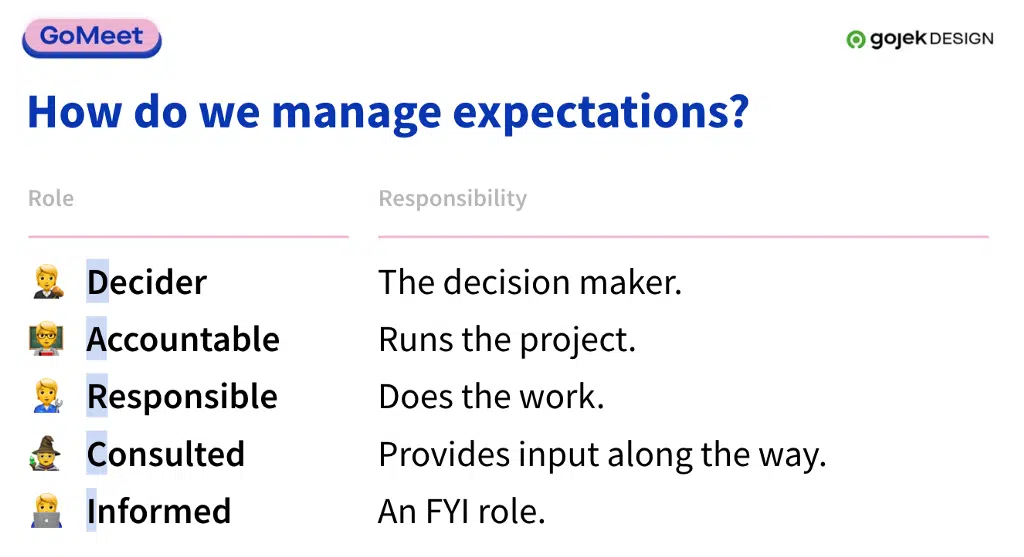 GoMeet
gojek DESIGN
How do we manage expectations?
Role Responsibility
Decider The decision maker.
Accountable Runs the project.
Responsible Does the work.
Consulted Provides input along the way.
Informed An FYI role.